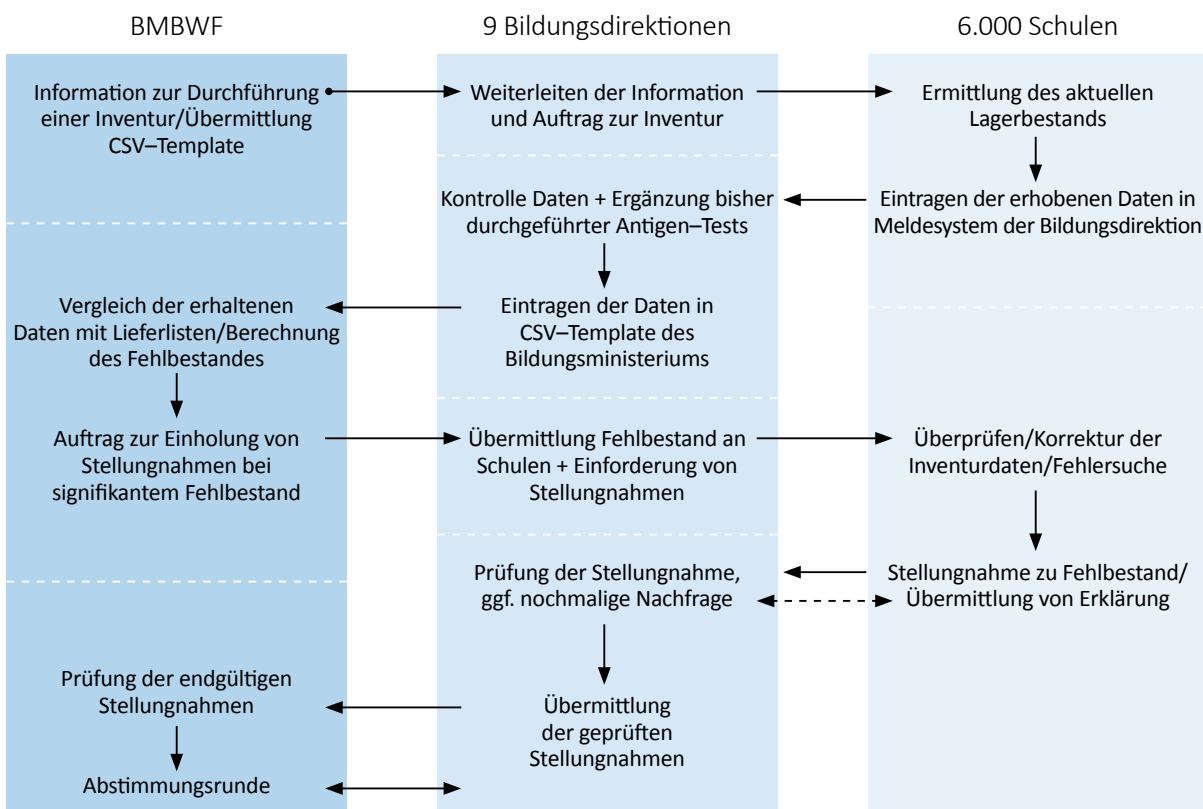 BMBWF
9 Bildungsdirektionen
6.000 Schulen
Information zur Durchführung
einer Inventur/Übermittlung
CSV–Template
Weiterleiten der Information
und Auftrag zur Inventur
Ermittlung des aktuellen
Lagerbestands
Eintragen der erhobenen Daten in
Meldesystem der Bildungsdirektion
Kontrolle Daten + Ergänzung bisher
durchgeführter Antigen–Tests
Eintragen der Daten in
CSV–Template des
Bildungsministeriums
Vergleich der erhaltenen
Daten mit Lieferlisten/Berechnung
des Fehlbestandes
Auftrag zur Einholung von
Stellungnahmen bei
signifikantem Fehlbestand
Übermittlung Fehlbestand an
Schulen + Einforderung von
Stellungnahmen
Überprüfen/Korrektur der
Inventurdaten/Fehlersuche
Stellungnahme zu Fehlbestand/
Übermittlung von Erklärung
Prüfung der Stellungnahme,
ggf. nochmalige Nachfrage
Übermittlung
der geprüften
Stellungnahmen
Prüfung der endgültigen
Stellungnahmen
Abstimmungsrunde